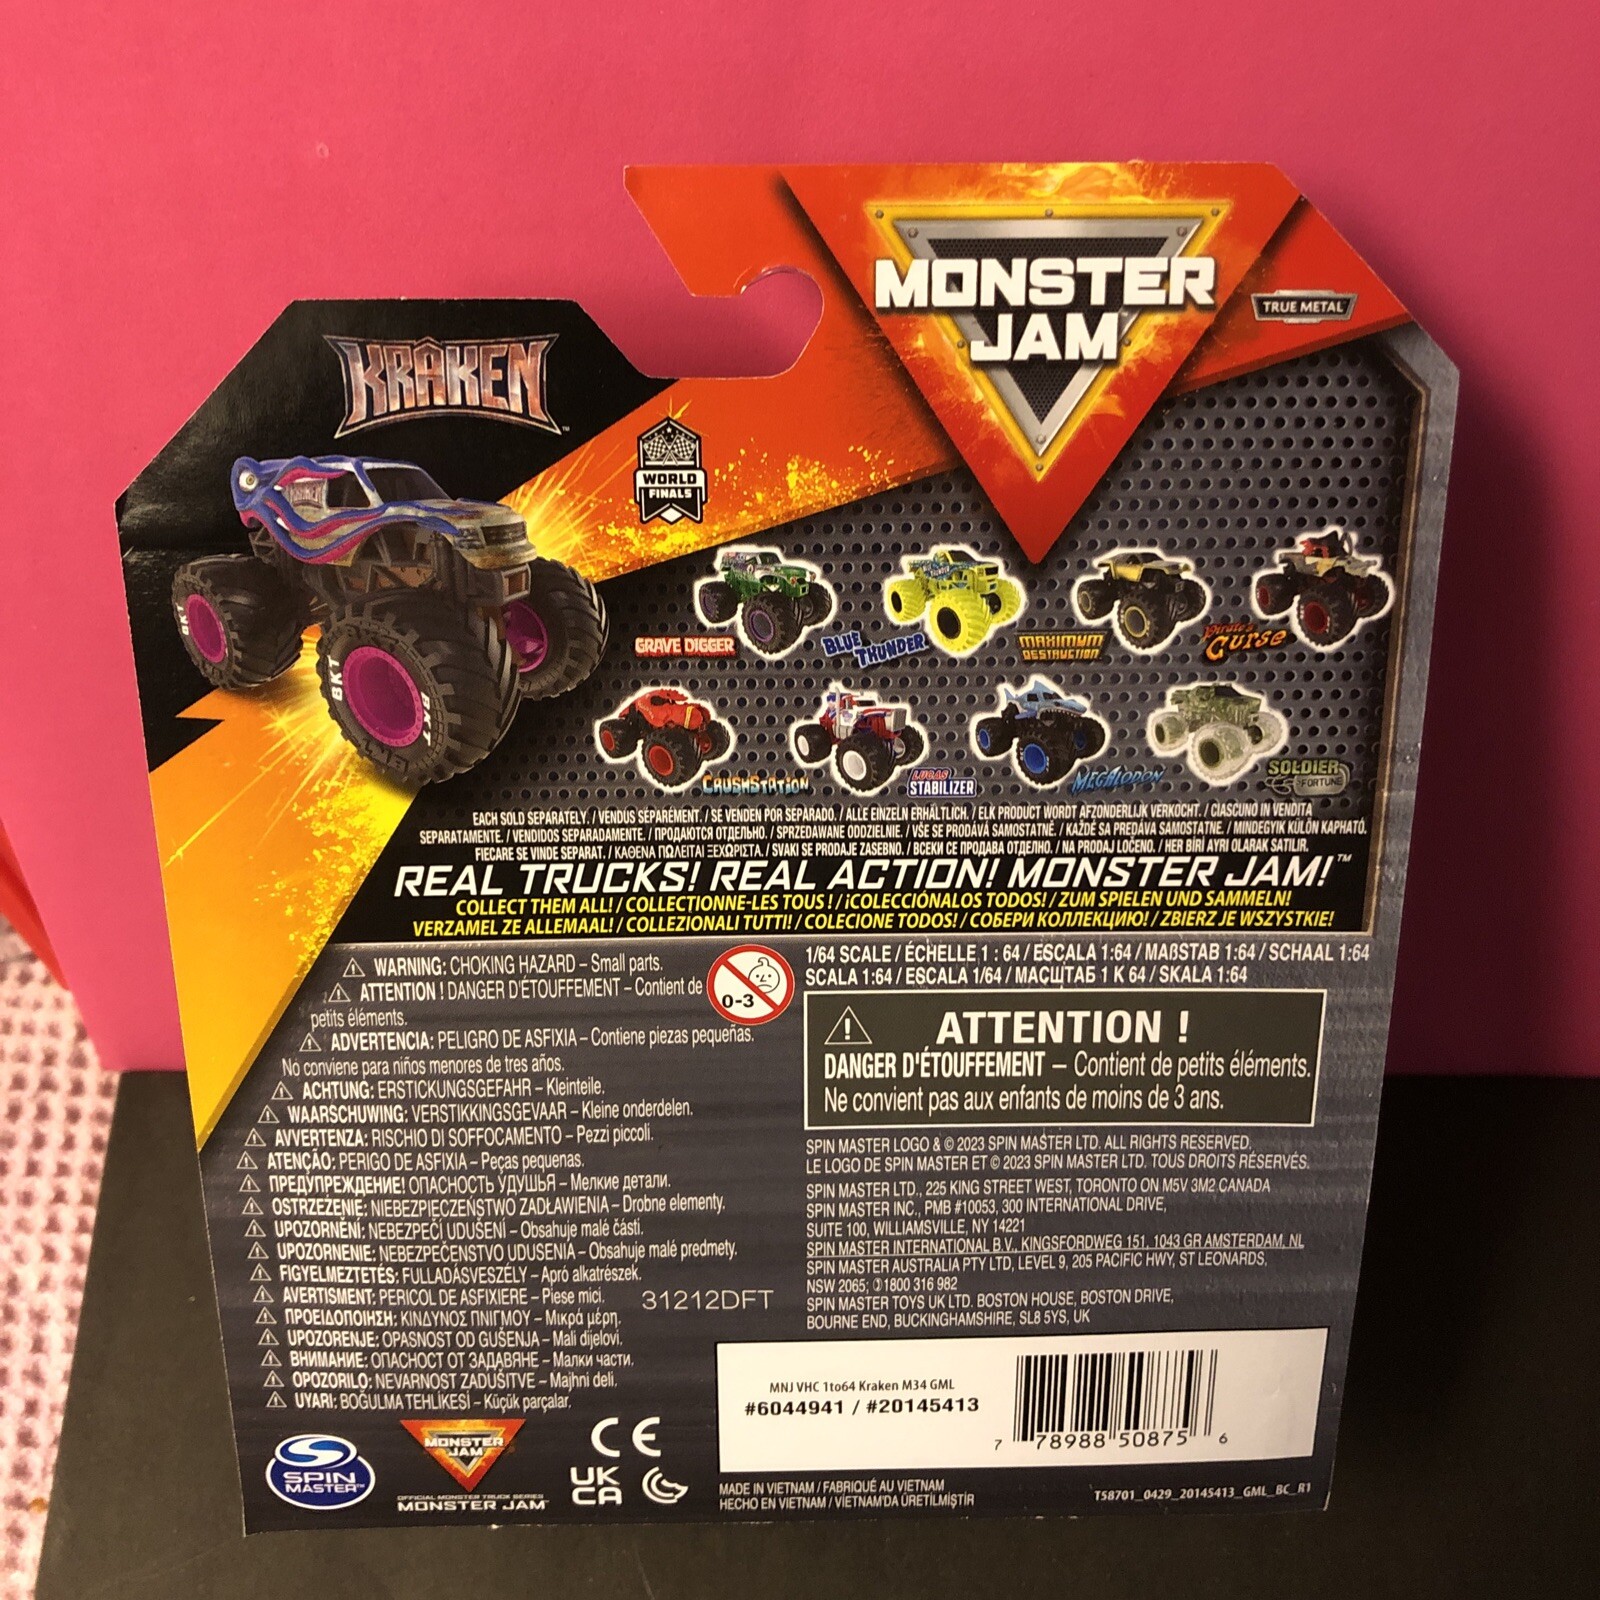 MONSTER
JAM
TRUE METAL
KRAKEN™
WORLD
FINALS
KRAKEN
BKT
BKT
BKT
GRAVE DIGGER
BLUE THUNDER
MAXIMUM
DESTRUCTION
Pirate's
Curse
CRUSHSTATION
LUCAS
STABILIZER
MEGALODON
SOLDIER
FORTUNE
EACH SOLD SEPARATELY. / VENDUS SÉPARÉMENT. / SE VENDEN POR SEPARADO. / ALLE EINZELN ERHÄLTLICH. / ELK PRODUCT WORDT AFZONDERLIJK VERKOCHT. / CIASCUNO IN VENDITA
SEPARATAMENTE. / VENDIDOS SEPARADAMENTE. / ПРОДАЮТСЯ ОТДЕЛЬНО. / SPRZEDAWANE ODDZIELNIE. / VŠE SE PRODÁVÁ SAMOSTATNĚ. / KAŽDÉ SA PREDÁVA SAMOSTATNE. / MINDEGYIK KÜLÖN KAPHATÓ.
FIECARE SE VINDE SEPARAT. / ΚΑΘΕΝΑ ΠΩΛΕΙΤΑΙ ΞΕΧΩΡΙΣΤΑ. / SVAKI SE PRODAJE ZASEBNO. / ВСЕКИ СЕ ПРОДАВА ОТДЕЛНО. / NA PRODAJ LOČENO. / HER BİRİ AYRI OLARAK SATILIR.
REAL TRUCKS! REAL ACTION! MONSTER JAM!™
COLLECT THEM ALL! / COLLECTIONNE-LES TOUS ! / ¡COLECCIÓNALOS TODOS! / ZUM SPIELEN UND SAMMELN!
VERZAMEL ZE ALLEMAAL! / COLLEZIONALI TUTTI! / COLECIONE TODOS! / СОБЕРИ КОЛЛЕКЦИЮ! / ZBIERZ JE WSZYSTKIE!
⚠ WARNING: CHOKING HAZARD – Small parts.
⚠ ATTENTION ! DANGER D'ÉTOUFFEMENT – Contient de
petits éléments.
⚠ ADVERTENCIA: PELIGRO DE ASFIXIA – Contiene piezas pequeñas.
No conviene para niños menores de tres años.
⚠ ACHTUNG: ERSTICKUNGSGEFAHR – Kleinteile.
⚠ WAARSCHUWING: VERSTIKKINGSGEVAAR – Kleine onderdelen.
⚠ AVVERTENZA: RISCHIO DI SOFFOCAMENTO – Pezzi piccoli.
⚠ ATENÇÃO: PERIGO DE ASFIXIA – Peças pequenas.
⚠ ПРЕДУПРЕЖДЕНИЕ! ОПАСНОСТЬ УДУШЬЯ – Мелкие детали.
⚠ OSTRZEŻENIE: NIEBEZPIECZEŃSTWO ZADŁAWIENIA – Drobne elementy.
⚠ UPOZORNĚNÍ: NEBEZPEČÍ UDUŠENÍ – Obsahuje malé části.
⚠ UPOZORNENIE: NEBEZPEČENSTVO UDUSENIA – Obsahuje malé predmety.
⚠ FIGYELMEZTETÉS: FULLADÁSVESZÉLY – Apró alkatrészek.
⚠ AVERTISMENT: PERICOL DE ASFIXIERE – Piese mici.
⚠ ΠΡΟΕΙΔΟΠΟΙΗΣΗ: ΚΙΝΔΥΝΟΣ ΠΝΙΓΜΟΥ – Μικρά μέρη.
⚠ UPOZORENJE: OPASNOST OD GUŠENJA – Mali dijelovi.
⚠ ВНИМАНИЕ: ОПАСНОСТ ОТ ЗАДАВЯНЕ – Малки части.
⚠ OPOZORILO: NEVARNOST ZADUŠITVE – Majhni deli.
⚠ UYARI: BOĞULMA TEHLİKESİ – Küçük parçalar.
0-3
31212DFT
1/64 SCALE / ÉCHELLE 1 : 64 / ESCALA 1:64 / MAßSTAB 1:64 / SCHAAL 1:64
SCALA 1:64 / ESCALA 1/64 / МАСШТАБ 1 К 64 / SKALA 1:64
⚠ ATTENTION !
DANGER D'ÉTOUFFEMENT – Contient de petits éléments.
Ne convient pas aux enfants de moins de 3 ans.
SPIN MASTER LOGO & © 2023 SPIN MASTER LTD. ALL RIGHTS RESERVED.
LE LOGO DE SPIN MASTER ET © 2023 SPIN MASTER LTD. TOUS DROITS RÉSERVÉS.
SPIN MASTER LTD., 225 KING STREET WEST, TORONTO ON M5V 3M2 CANADA
SPIN MASTER INC., PMB #10053, 300 INTERNATIONAL DRIVE,
SUITE 100, WILLIAMSVILLE, NY 14221
SPIN MASTER INTERNATIONAL B.V., KINGSFORDWEG 151, 1043 GR AMSTERDAM, NL
SPIN MASTER AUSTRALIA PTY LTD, LEVEL 9, 205 PACIFIC HWY, ST LEONARDS,
NSW 2065; ✆1800 316 982
SPIN MASTER TOYS UK LTD. BOSTON HOUSE, BOSTON DRIVE,
BOURNE END, BUCKINGHAMSHIRE, SL8 5YS, UK
MNJ VHC 1to64 Kraken M34 GML
#6044941 / #20145413
7 78988 50875 6
SPIN
MASTER™
MONSTER
JAM
OFFICIAL MONSTER TRUCK SERIES
MONSTER JAM™
CE
UK
CA
MADE IN VIETNAM / FABRIQUÉ AU VIETNAM
HECHO EN VIETNAM / VİETNAM'DA ÜRETİLMİŞTİR
T58701_0429_20145413_GML_BC_R1